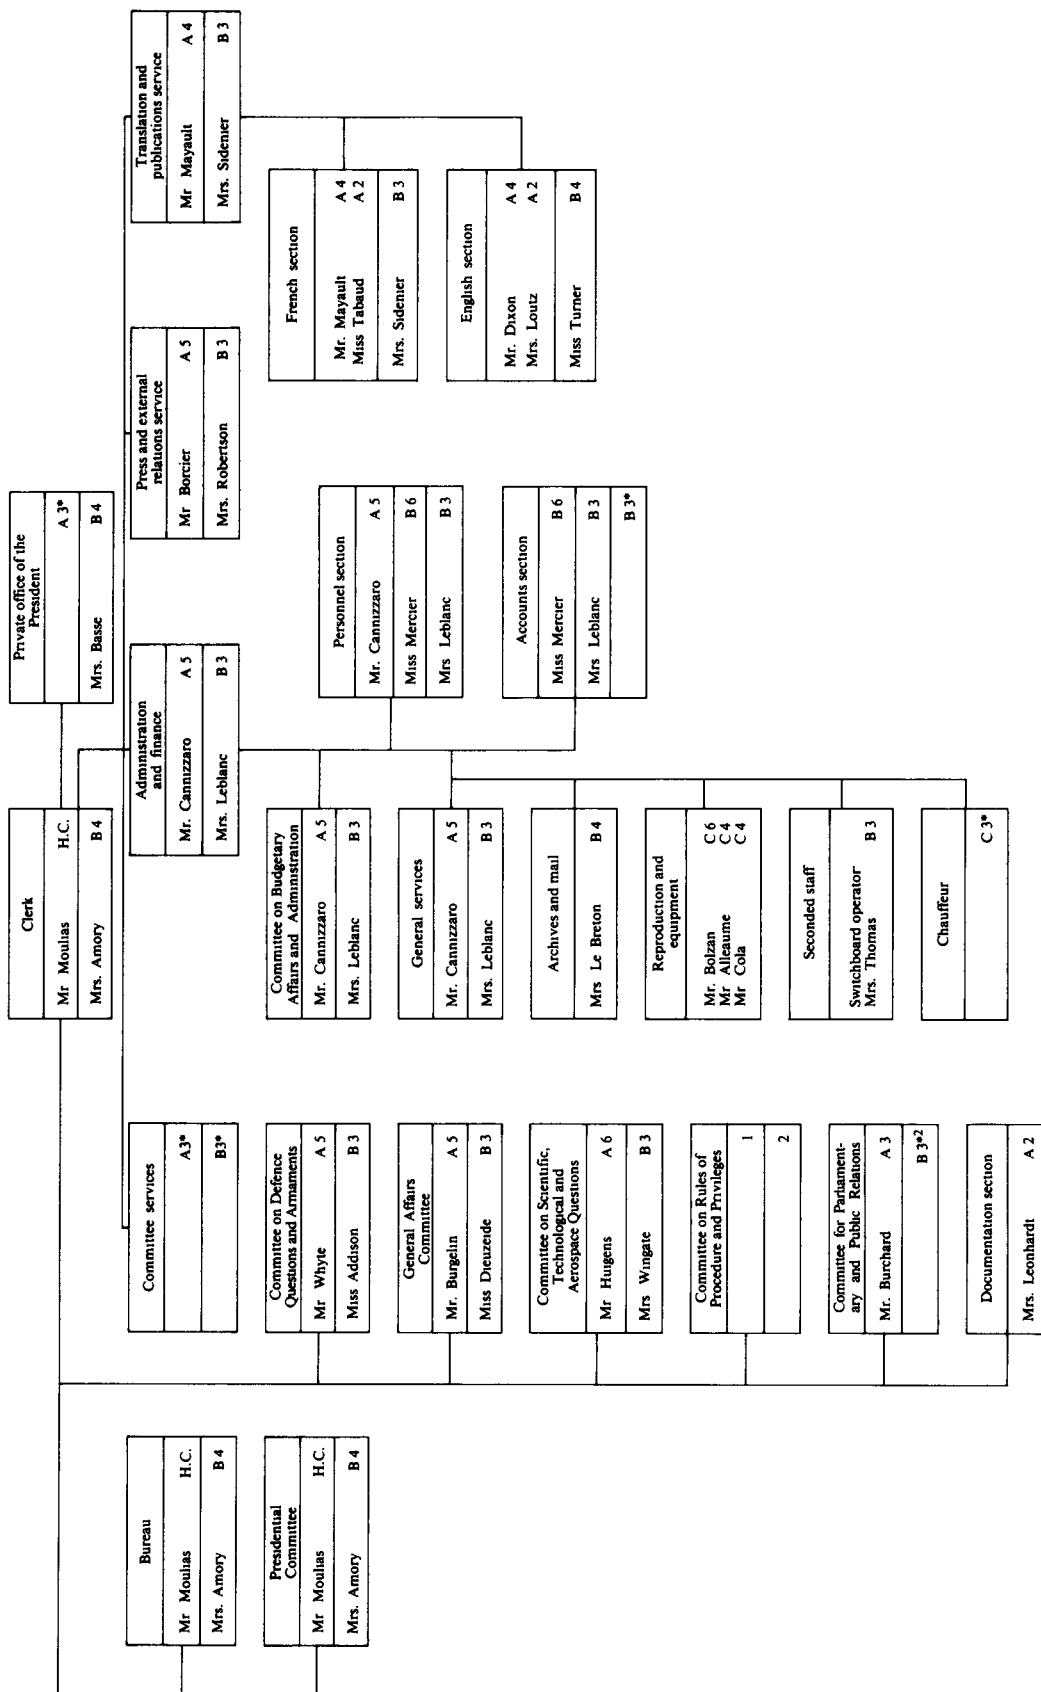 Clerk
Mr Moulias H.C.
Mrs. Amory B 4
Private office of the
President
A 3*
Mrs. Basse B 4
Bureau
Mr Moulias H.C.
Mrs. Amory B 4
Presidential
Committee
Mr Moulias H.C.
Mrs. Amory B 4
Committee services
A3*
B3*
Committee on Defence
Questions and Armaments
Mr Whyte A 5
Miss Addison B 3
General Affairs
Committee
Mr. Burgelin A 5
Miss Dieuzeide B 3
Committee on Scientific,
Technological and
Aerospace Questions
Mr Huigens A 6
Mrs Wingate B 3
Committee on Rules of
Procedure and Privileges
1
2
Committee for Parliament-
ary and Public Relations
Mr. Burchard A 3
B 3*2
Documentation section
Mrs. Leonhardt A 2
Administration
and finance
Mr. Cannizzaro A 5
Mrs. Leblanc B 3
Committee on Budgetary
Affairs and Administration
Mr. Cannizzaro A 5
Mrs. Leblanc B 3
General services
Mr. Cannizzaro A 5
Mrs. Leblanc B 3
Archives and mail
Mrs Le Breton B 4
Reproduction and
equipment
Mr. Bolzan C 6
Mr Alleaume C 4
Mr Cola C 4
Seconded staff
Switchboard operator
Mrs. Thomas B 3
Chauffeur
C 3*
Personnel section
Mr. Cannizzaro A 5
Miss Mercier B 6
Mrs Leblanc B 3
Accounts section
Miss Mercier B 6
Mrs Leblanc B 3
B 3*
Press and external
relations service
Mr Borcier A 5
Mrs. Robertson B 3
Translation and
publications service
Mr Mayault A 4
Mrs. Sidenier B 3
French section
Mr. Mayault A 4
Miss Tabaud A 2
Mrs. Sidenier B 3
English section
Mr. Dixon A 4
Mrs. Loutz A 2
Miss Turner B 4